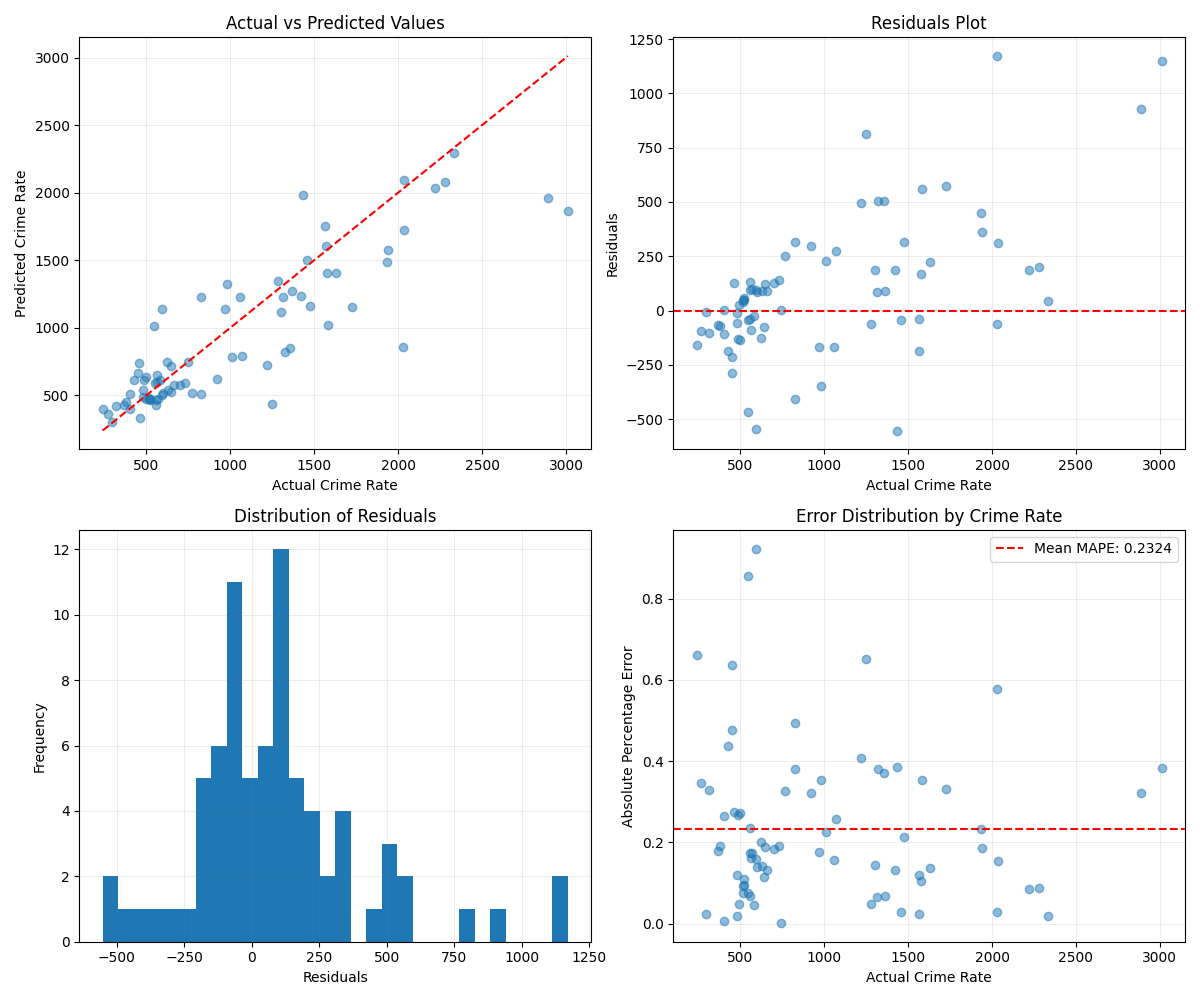 Actual vs Predicted Values
3000
2500
2000
1500
1000
500
Predicted Crime Rate
500 1000 1500 2000 2500 3000
Actual Crime Rate
Residuals Plot
1250
1000
750
500
250
0
−250
−500
Residuals
500 1000 1500 2000 2500 3000
Actual Crime Rate
Distribution of Residuals
12
10
8
6
4
2
0
Frequency
−500 −250 0 250 500 750 1000 1250
Residuals
Error Distribution by Crime Rate
Mean MAPE: 0.2324
0.8
0.6
0.4
0.2
0.0
Absolute Percentage Error
500 1000 1500 2000 2500 3000
Actual Crime Rate